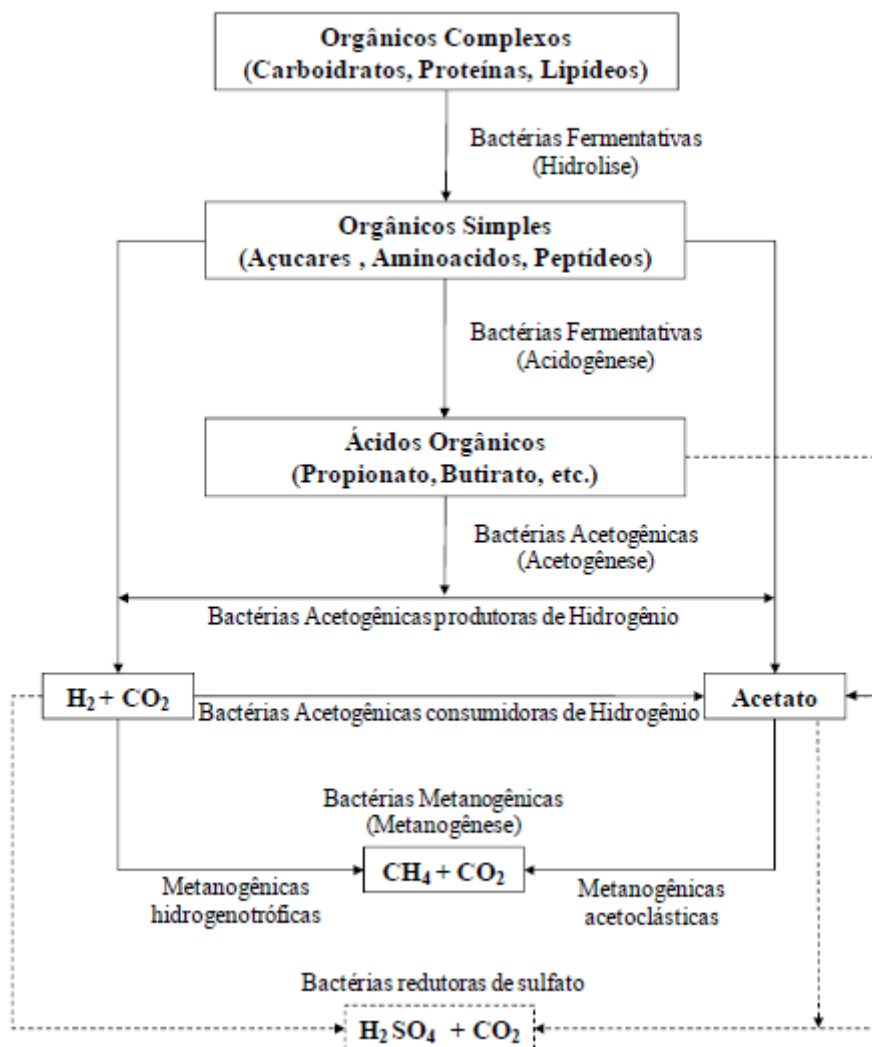 Orgânicos Complexos
(Carboidratos, Proteínas, Lipídeos)
Bactérias Fermentativas
(Hidrolise)
Orgânicos Simples
(Açucares , Aminoacidos, Peptídeos)
Bactérias Fermentativas
(Acidogênese)
Ácidos Orgânicos
(Propionato, Butirato, etc.)
Bactérias Acetogênicas
(Acetogênese)
Bactérias Acetogênicas produtoras de Hidrogênio
H₂ + CO₂
Acetato
Bactérias Acetogênicas consumidoras de Hidrogênio
Bactérias Metanogênicas
(Metanogênese)
CH₄ + CO₂
Metanogênicas
hidrogenotróficas
Metanogênicas
acetoclásticas
Bactérias redutoras de sulfato
H₂SO₄ + CO₂